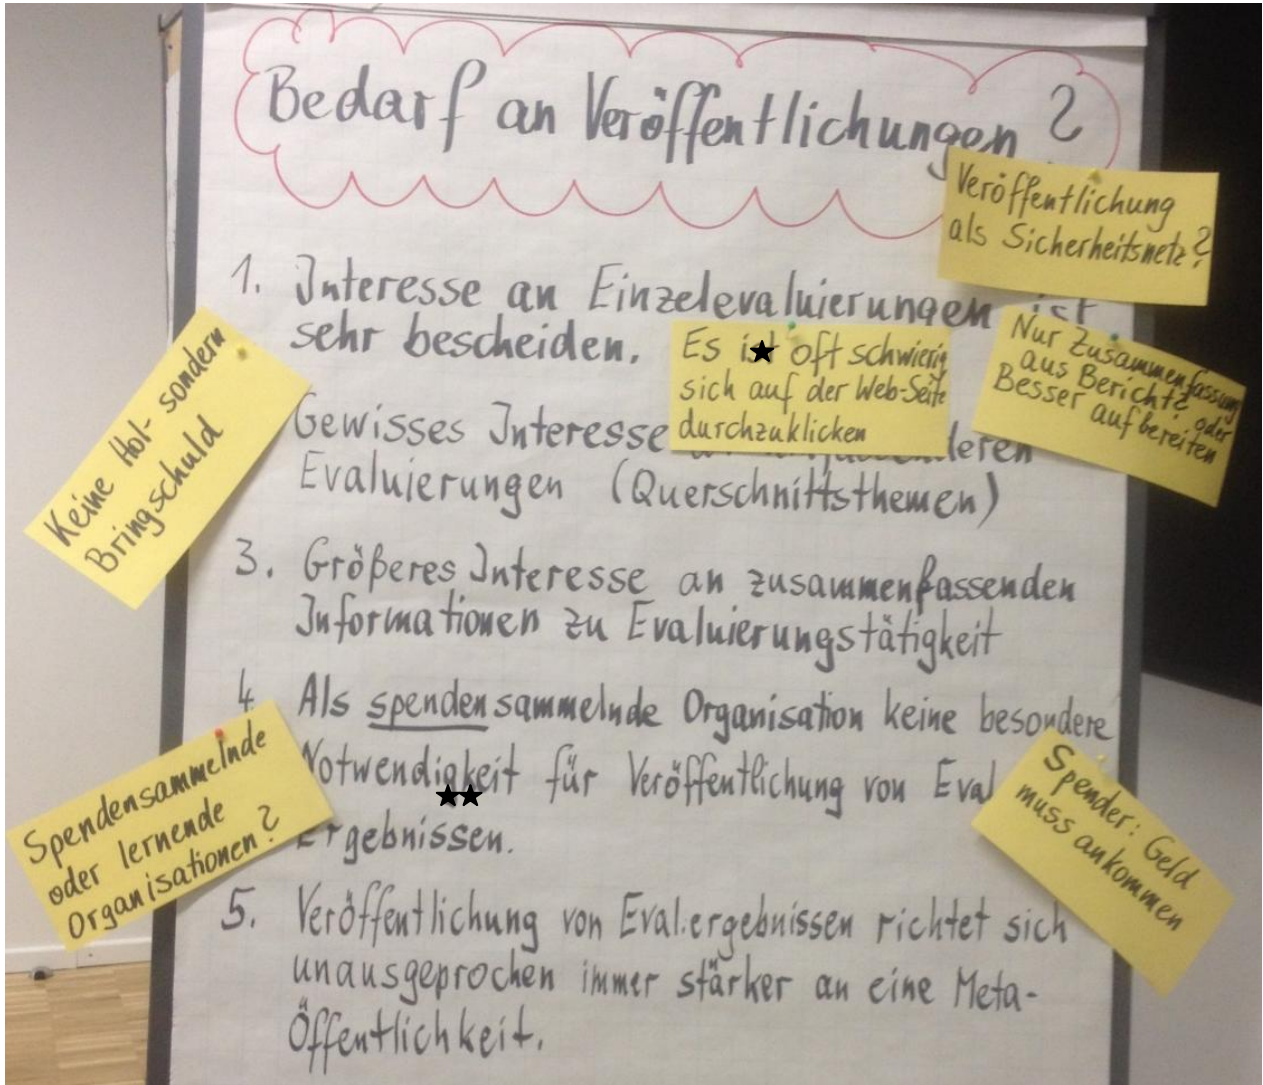 Bedarf an Veröffentlichungen ?
Veröffentlichung
als Sicherheitsnetz?
1. Interesse an Einzelevaluierungen ist
sehr bescheiden.
Es ist oft schwierig
sich auf der Web-Seite
durchzuklicken
Nur Zusammenfassung
aus Bericht? oder
Besser aufbereiten
Keine Hol- sondern
Bringschuld
Gewisses Interesse
Evaluierungen (Querschnittsthemen)
3. Größeres Interesse an zusammenfassenden
Informationen zu Evaluierungstätigkeit
4. Als spendensammelnde Organisation keine besondere
Notwendigkeit für Veröffentlichung von Eval
Ergebnissen.
Spendensammelnde
oder lernende
Organisationen?
Spender: Geld
muss ankommen
5. Veröffentlichung von Eval.ergebnissen richtet sich
unausgeprochen immer stärker an eine Meta-
Öffentlichkeit.